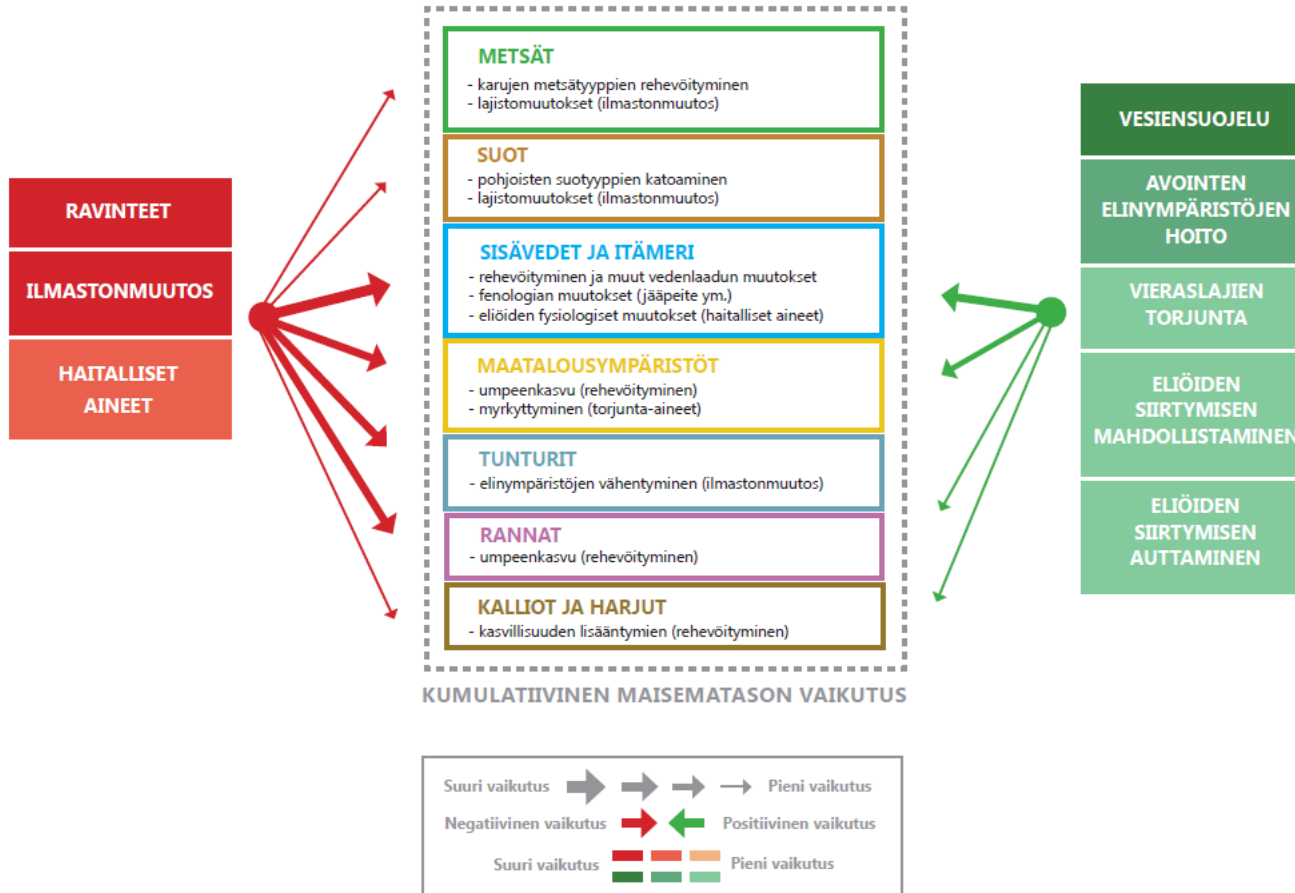 RAVINTEET
ILMASTONMUUTOS
HAITALLISET
AINEET
METSÄT
- karujen metsätyyppien rehevöityminen
- lajistomuutokset (ilmastonmuutos)
SUOT
- pohjoisten suotyyppien katoaminen
- lajistomuutokset (ilmastonmuutos)
SISÄVEDET JA ITÄMERI
- rehevöityminen ja muut vedenlaadun muutokset
- fenologian muutokset (jääpeite ym.)
- eliöiden fysiologiset muutokset (haitalliset aineet)
MAATALOUSYMPÄRISTÖT
- umpeenkasvu (rehevöityminen)
- myrkyttyminen (torjunta-aineet)
TUNTURIT
- elinympäristöjen vähentyminen (ilmastonmuutos)
RANNAT
- umpeenkasvu (rehevöityminen)
KALLIOT JA HARJUT
- kasvillisuuden lisääntymien (rehevöityminen)
KUMULATIIVINEN MAISEMATASON VAIKUTUS
VESIENSUOJELU
AVOINTEN
ELINYMPÄRISTÖJEN
HOITO
VIERASLAJIEN
TORJUNTA
ELIÖIDEN
SIIRTYMISEN
MAHDOLLISTAMINEN
ELIÖIDEN
SIIRTYMISEN
AUTTAMINEN
Suuri vaikutus Pieni vaikutus
Negatiivinen vaikutus Positiivinen vaikutus
Suuri vaikutus Pieni vaikutus